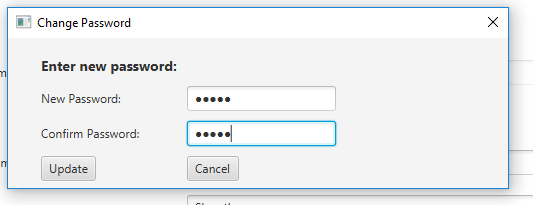 Change Password
Enter new password:
New Password: •••••
Confirm Password: •••••
Update Cancel